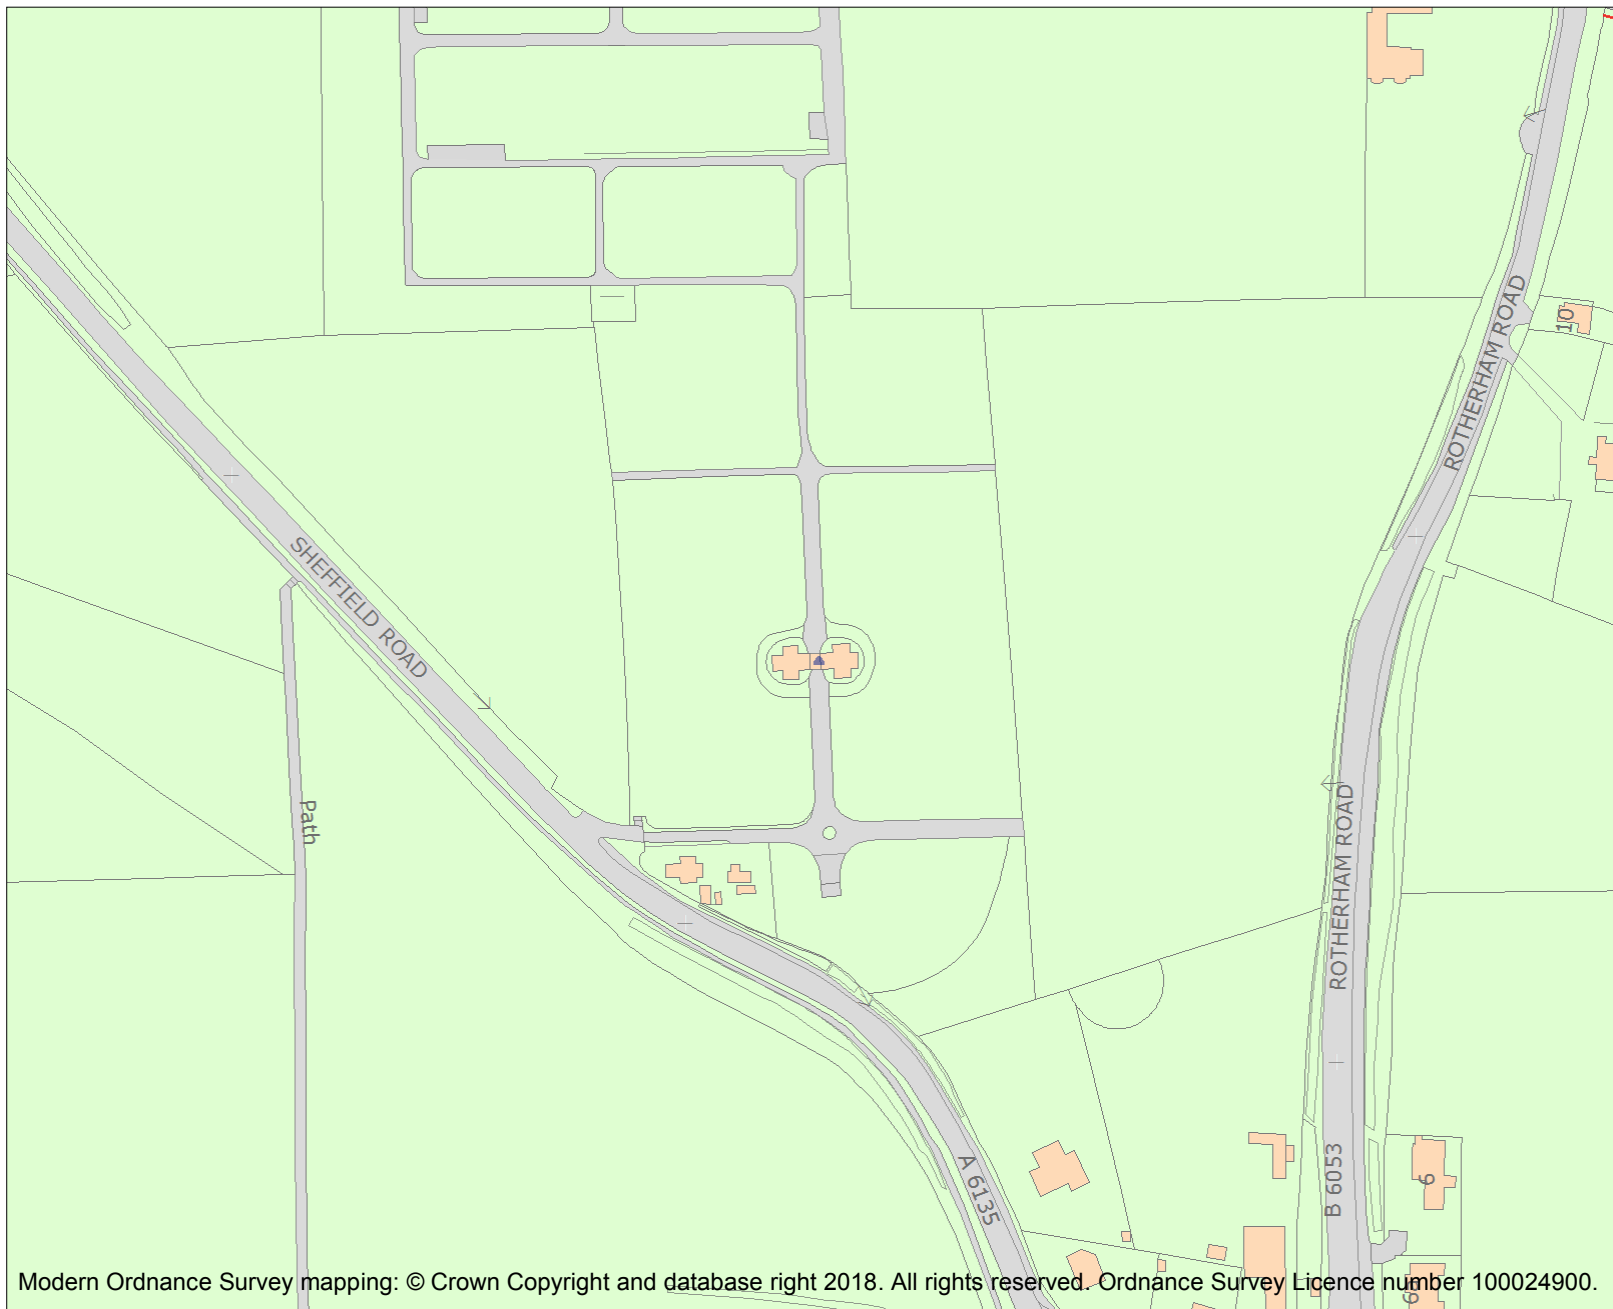 ROTHERHAM ROAD
10
SHEFFIELD ROAD
Path
ROTHERHAM ROAD
A 6135
B 6053
6
Modern Ordnance Survey mapping: © Crown Copyright and database right 2018. All rights reserved. Ordnance Survey Licence number 100024900.